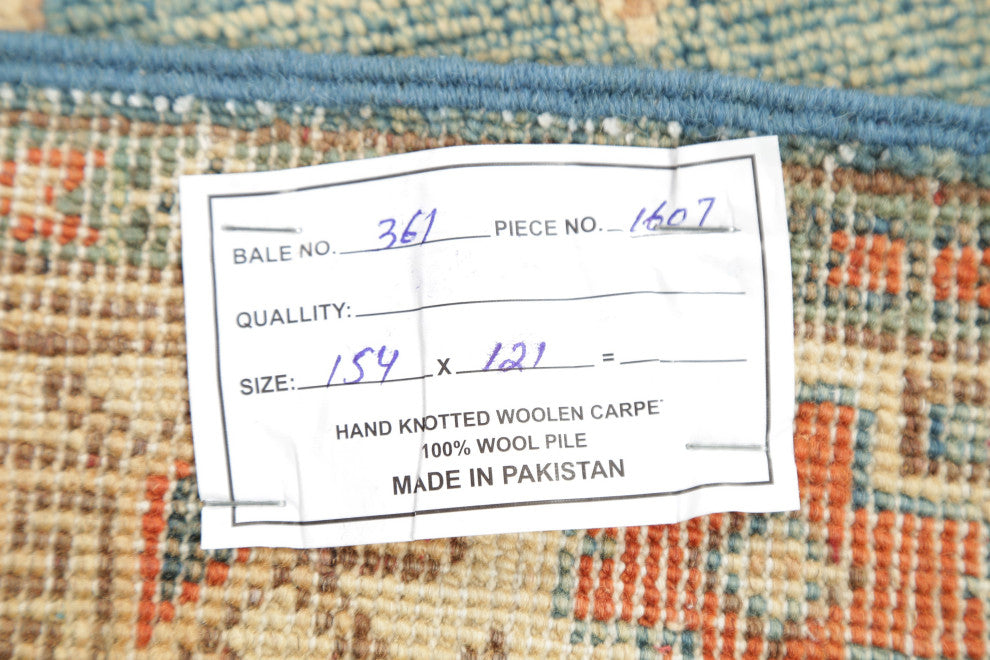 BALE NO. 361 PIECE NO. 1607
QUALLITY:
SIZE: 154 X 121 =
HAND KNOTTED WOOLEN CARPET
100% WOOL PILE
MADE IN PAKISTAN